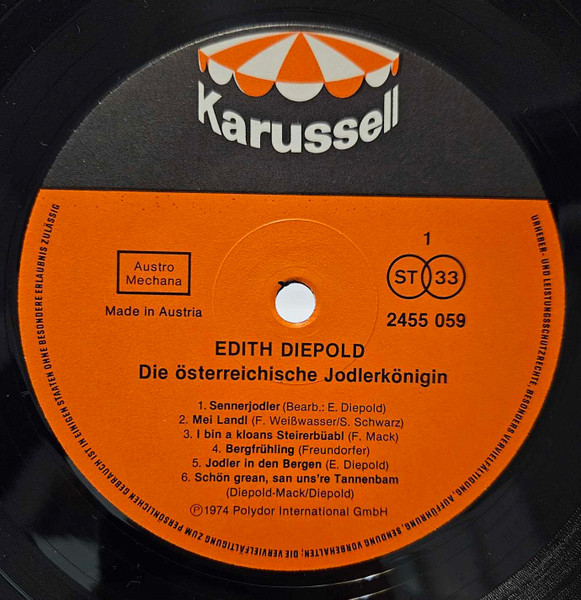 Karussell
1
Austro
Mechana
ST 33
Made in Austria
2455 059
EDITH DIEPOLD
Die österreichische Jodlerkönigin
1. Sennerjodler (Bearb.: E. Diepold)
2. Mei Landl (F. Weißwasser/S. Schwarz)
3. I bin a kloans Steirerbüabl (F. Mack)
4. Bergfrühling (Freundorfer)
5. Jodler in den Bergen (E. Diepold)
6. Schön grean, san uns're Tannenbam
(Diepold-Mack/Diepold)
Ⓟ1974 Polydor International GmbH
URHEBER- UND LEISTUNGSSCHUTZRECHTE, BESONDERS VERVIELFÄLTIGUNG, AUFFÜHRUNG, SENDUNG VORBEHALTEN; DIE VERVIELFÄLTIGUNG ZUM PERSÖNLICHEN GEBRAUCH IST IN EINIGEN STAATEN OHNE BESONDERE ERLAUBNIS ZULÄSSIG